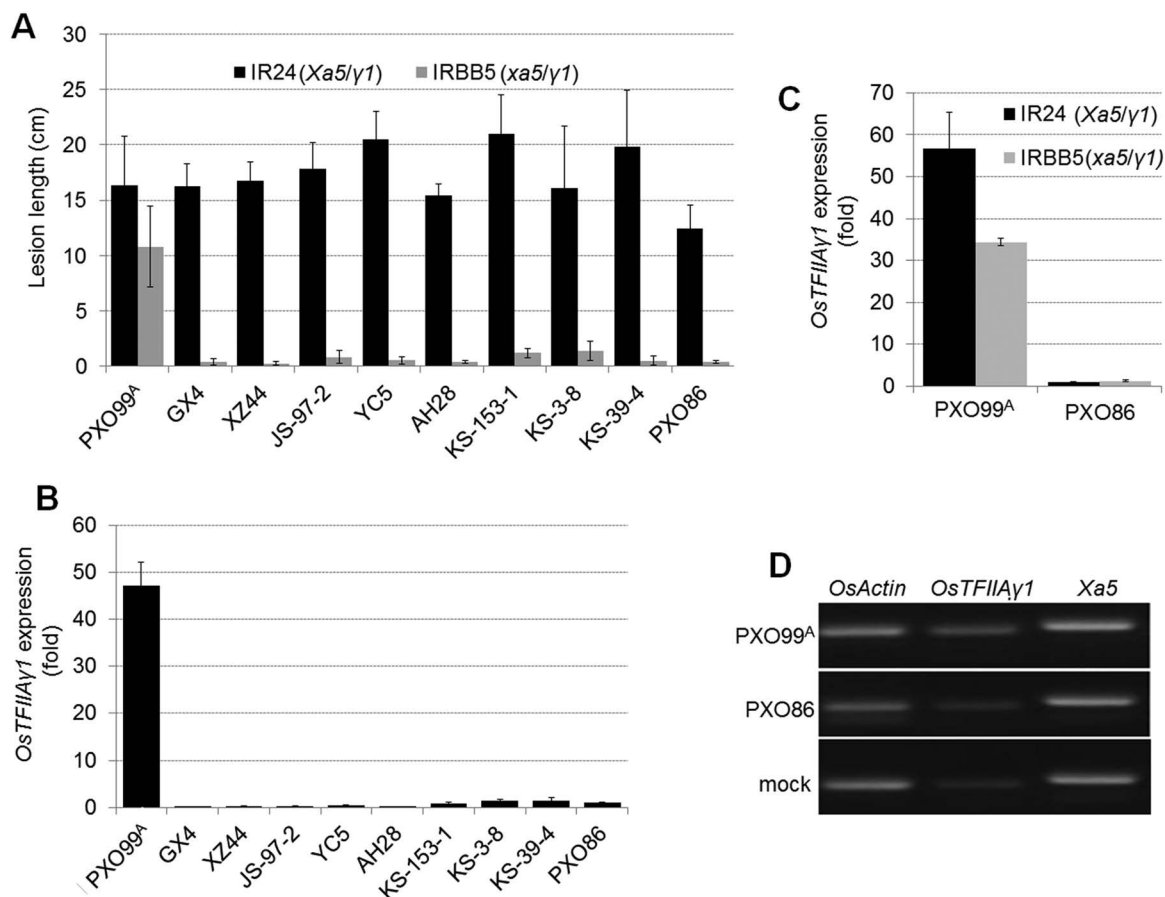 A
30
25
20
15
10
5
0
Lesion length (cm)
IR24 (Xa5/γ1)
IRBB5 (xa5/γ1)
PXO99ᴬ
GX4
XZ44
JS-97-2
YC5
AH28
KS-153-1
KS-3-8
KS-39-4
PXO86
B
60
50
40
30
20
10
0
OsTFIIAγ1 expression
(fold)
PXO99ᴬ
GX4
XZ44
JS-97-2
YC5
AH28
KS-153-1
KS-3-8
KS-39-4
PXO86
C
70
60
50
40
30
20
10
0
OsTFIIAγ1 expression
(fold)
IR24 (Xa5/γ1)
IRBB5 (xa5/γ1)
PXO99ᴬ
PXO86
D
OsActin OsTFIIAγ1 Xa5
PXO99ᴬ
PXO86
mock